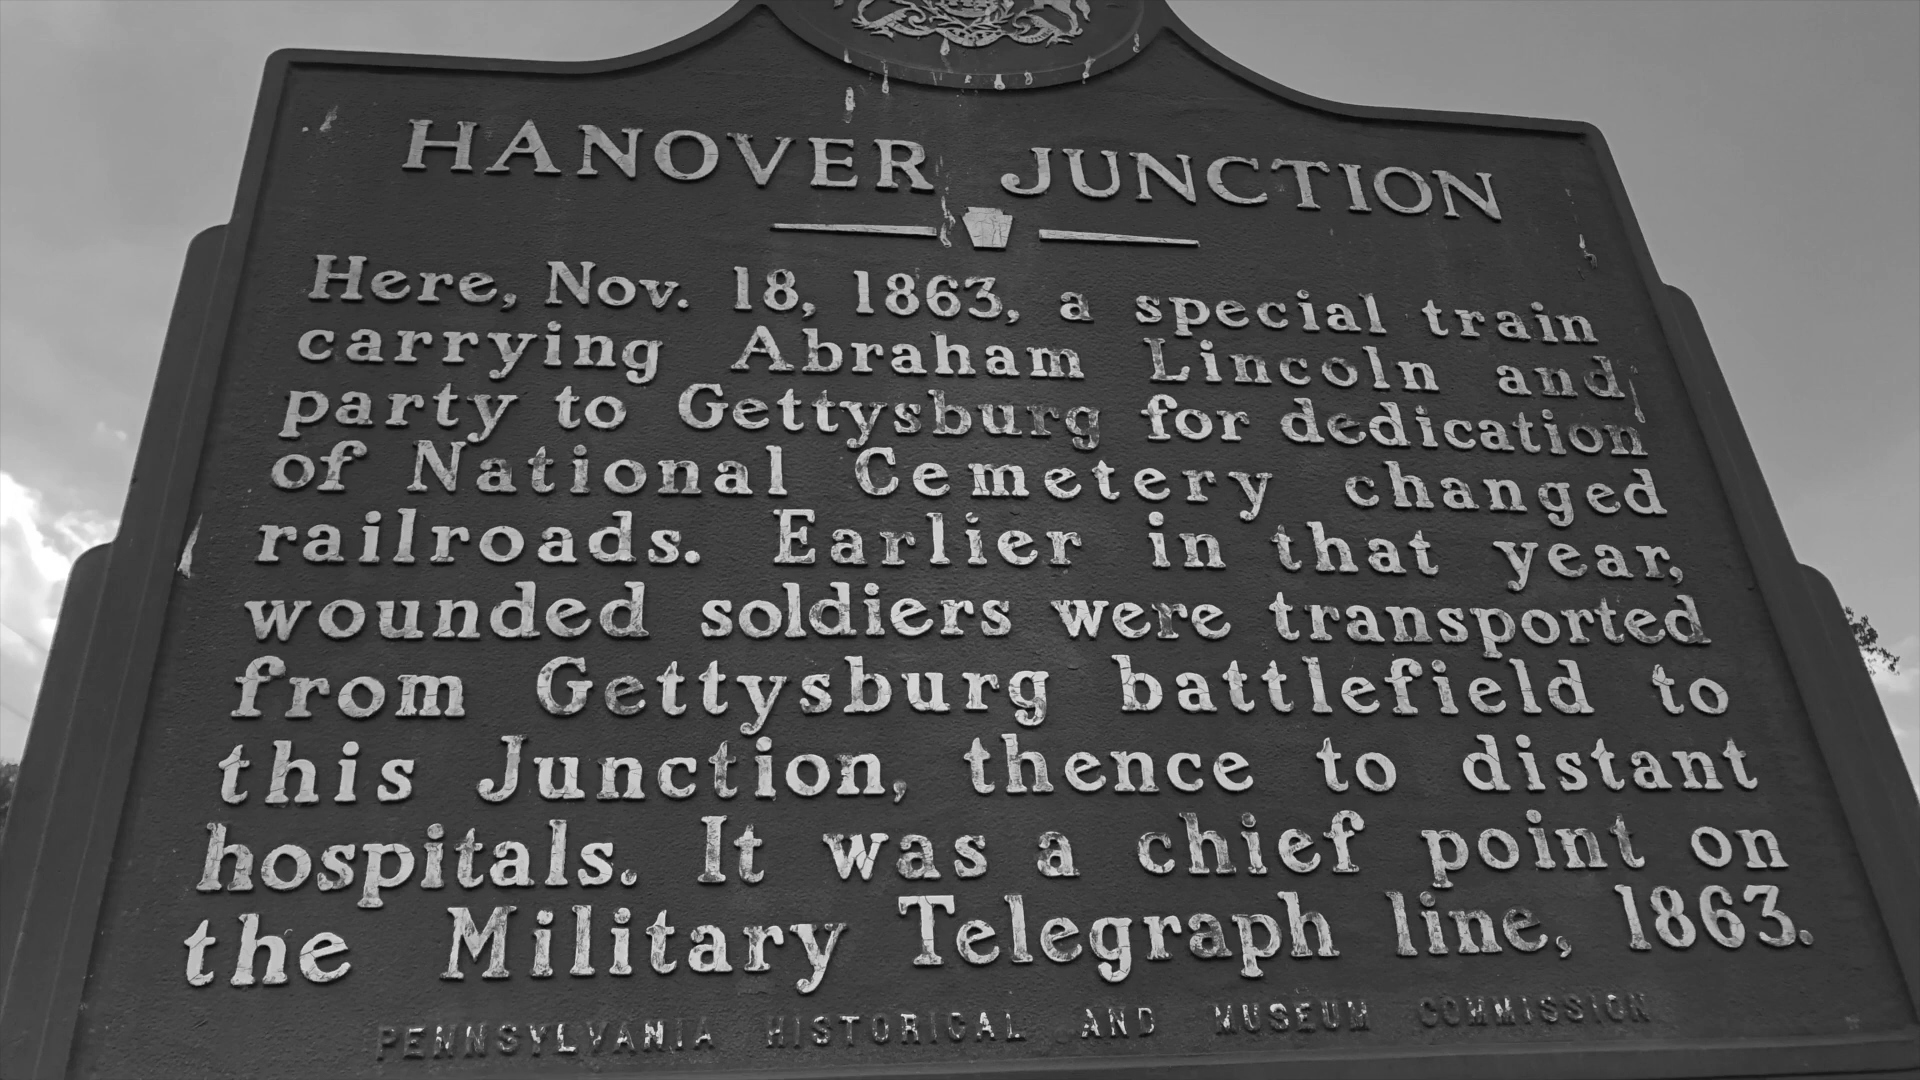 HANOVER JUNCTION
Here, Nov. 18, 1863, a special train
carrying Abraham Lincoln and
party to Gettysburg for dedication
of National Cemetery changed
railroads. Earlier in that year,
wounded soldiers were transported
from Gettysburg battlefield to
this Junction, thence to distant
hospitals. It was a chief point on
the Military Telegraph line, 1863.
PENNSYLVANIA HISTORICAL AND MUSEUM COMMISSION